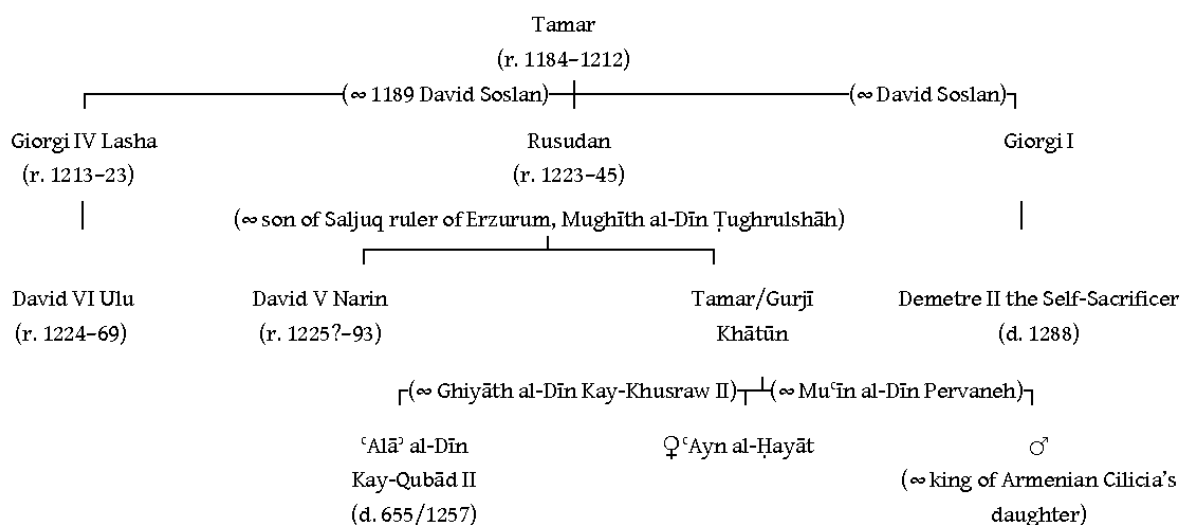 Tamar
(r. 1184–1212)
(∞ 1189 David Soslan) (∞ David Soslan)
Giorgi IV Lasha Rusudan Giorgi I
(r. 1213–23) (r. 1223–45)
(∞ son of Saljuq ruler of Erzurum, Mughīth al-Dīn Ṭughrulshāh)
David VI Ulu David V Narin Tamar/Gurjī Demetre II the Self-Sacrificer
(r. 1224–69) (r. 1225?–93) Khātūn (d. 1288)
(∞ Ghiyāth al-Dīn Kay-Khusraw II) (∞ Muʿīn al-Dīn Pervaneh)
ʿAlāʾ al-Dīn ♀ʿAyn al-Ḥayāt ♂
Kay-Qubād II (∞ king of Armenian Cilicia's
(d. 655/1257) daughter)